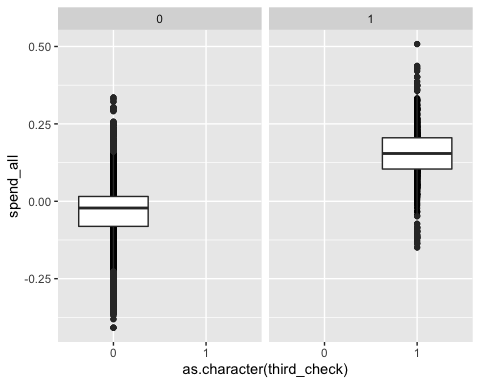 0 1
0.50
0.25
0.00
-0.25
spend_all
0 1 0 1
as.character(third_check)